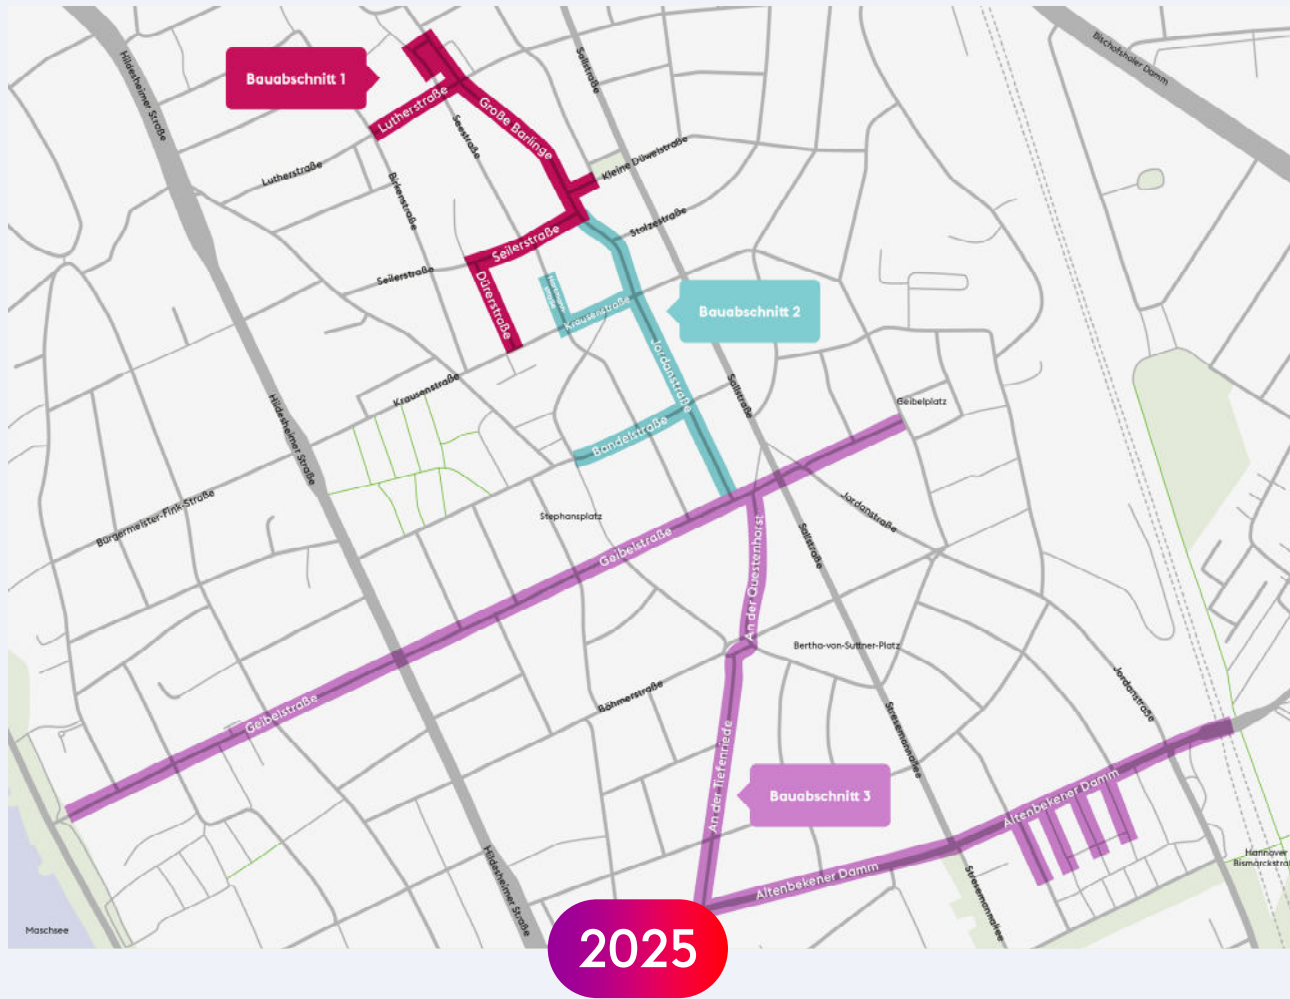 Hildesheimer Straße
Sallstraße
Bischofsholer Damm
Bauabschnitt 1
Lutherstraße
Große Barlinge
Seestraße
Kleine Düwelstraße
Lutherstraße
Birkenstraße
Stolzestraße
Seilerstraße
Seilerstraße
Dürerstraße
Krausenstraße
Bauabschnitt 2
Jordanstraße
Krausenstraße
Sallstraße
Geibelplatz
Hildesheimer Straße
Bandelstraße
Bürgermeister-Fink-Straße
Stephansplatz
Jordanstraße
Geibelstraße
An der Questenhorst
Sallstraße
Bertha-von-Suttner-Platz
Böhmerstraße
Jordanstraße
Geibelstraße
Stresemannallee
An der Tiefenriede
Bauabschnitt 3
Altenbekener Damm
Hildesheimer Straße
Altenbekener Damm
Stresemannallee
Hannover
Bismarckstra
Maschsee
2025